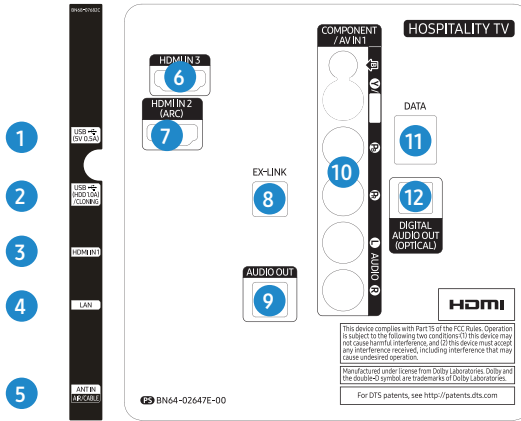 BN68-07682C
1
USB
(5V 0.5A)
2
USB
(HDD 1.0A)
/CLONING
3
HDMI IN 1
4
LAN
5
ANT IN
AIR/CABLE
HDMI IN 3
6
HDMI IN 2
(ARC)
7
EX-LINK
8
AUDIO OUT
9
COMPONENT
/ AV IN 1
Y
10
L AUDIO R
HOSPITALITY TV
DATA
11
12
DIGITAL
AUDIO OUT
(OPTICAL)
HDMI
This device complies with Part 15 of the FCC Rules. Operation
is subject to the following two conditions (1) this device may
not cause harmful interference, and (2) this device must accept
any interference received, including interference that may
cause undesired operation.
Manufactured under license from Dolby Laboratories. Dolby and
the double-D symbol are trademarks of Dolby Laboratories.
For DTS patents, see http://patents.dts.com
PS BN64-02647E-00